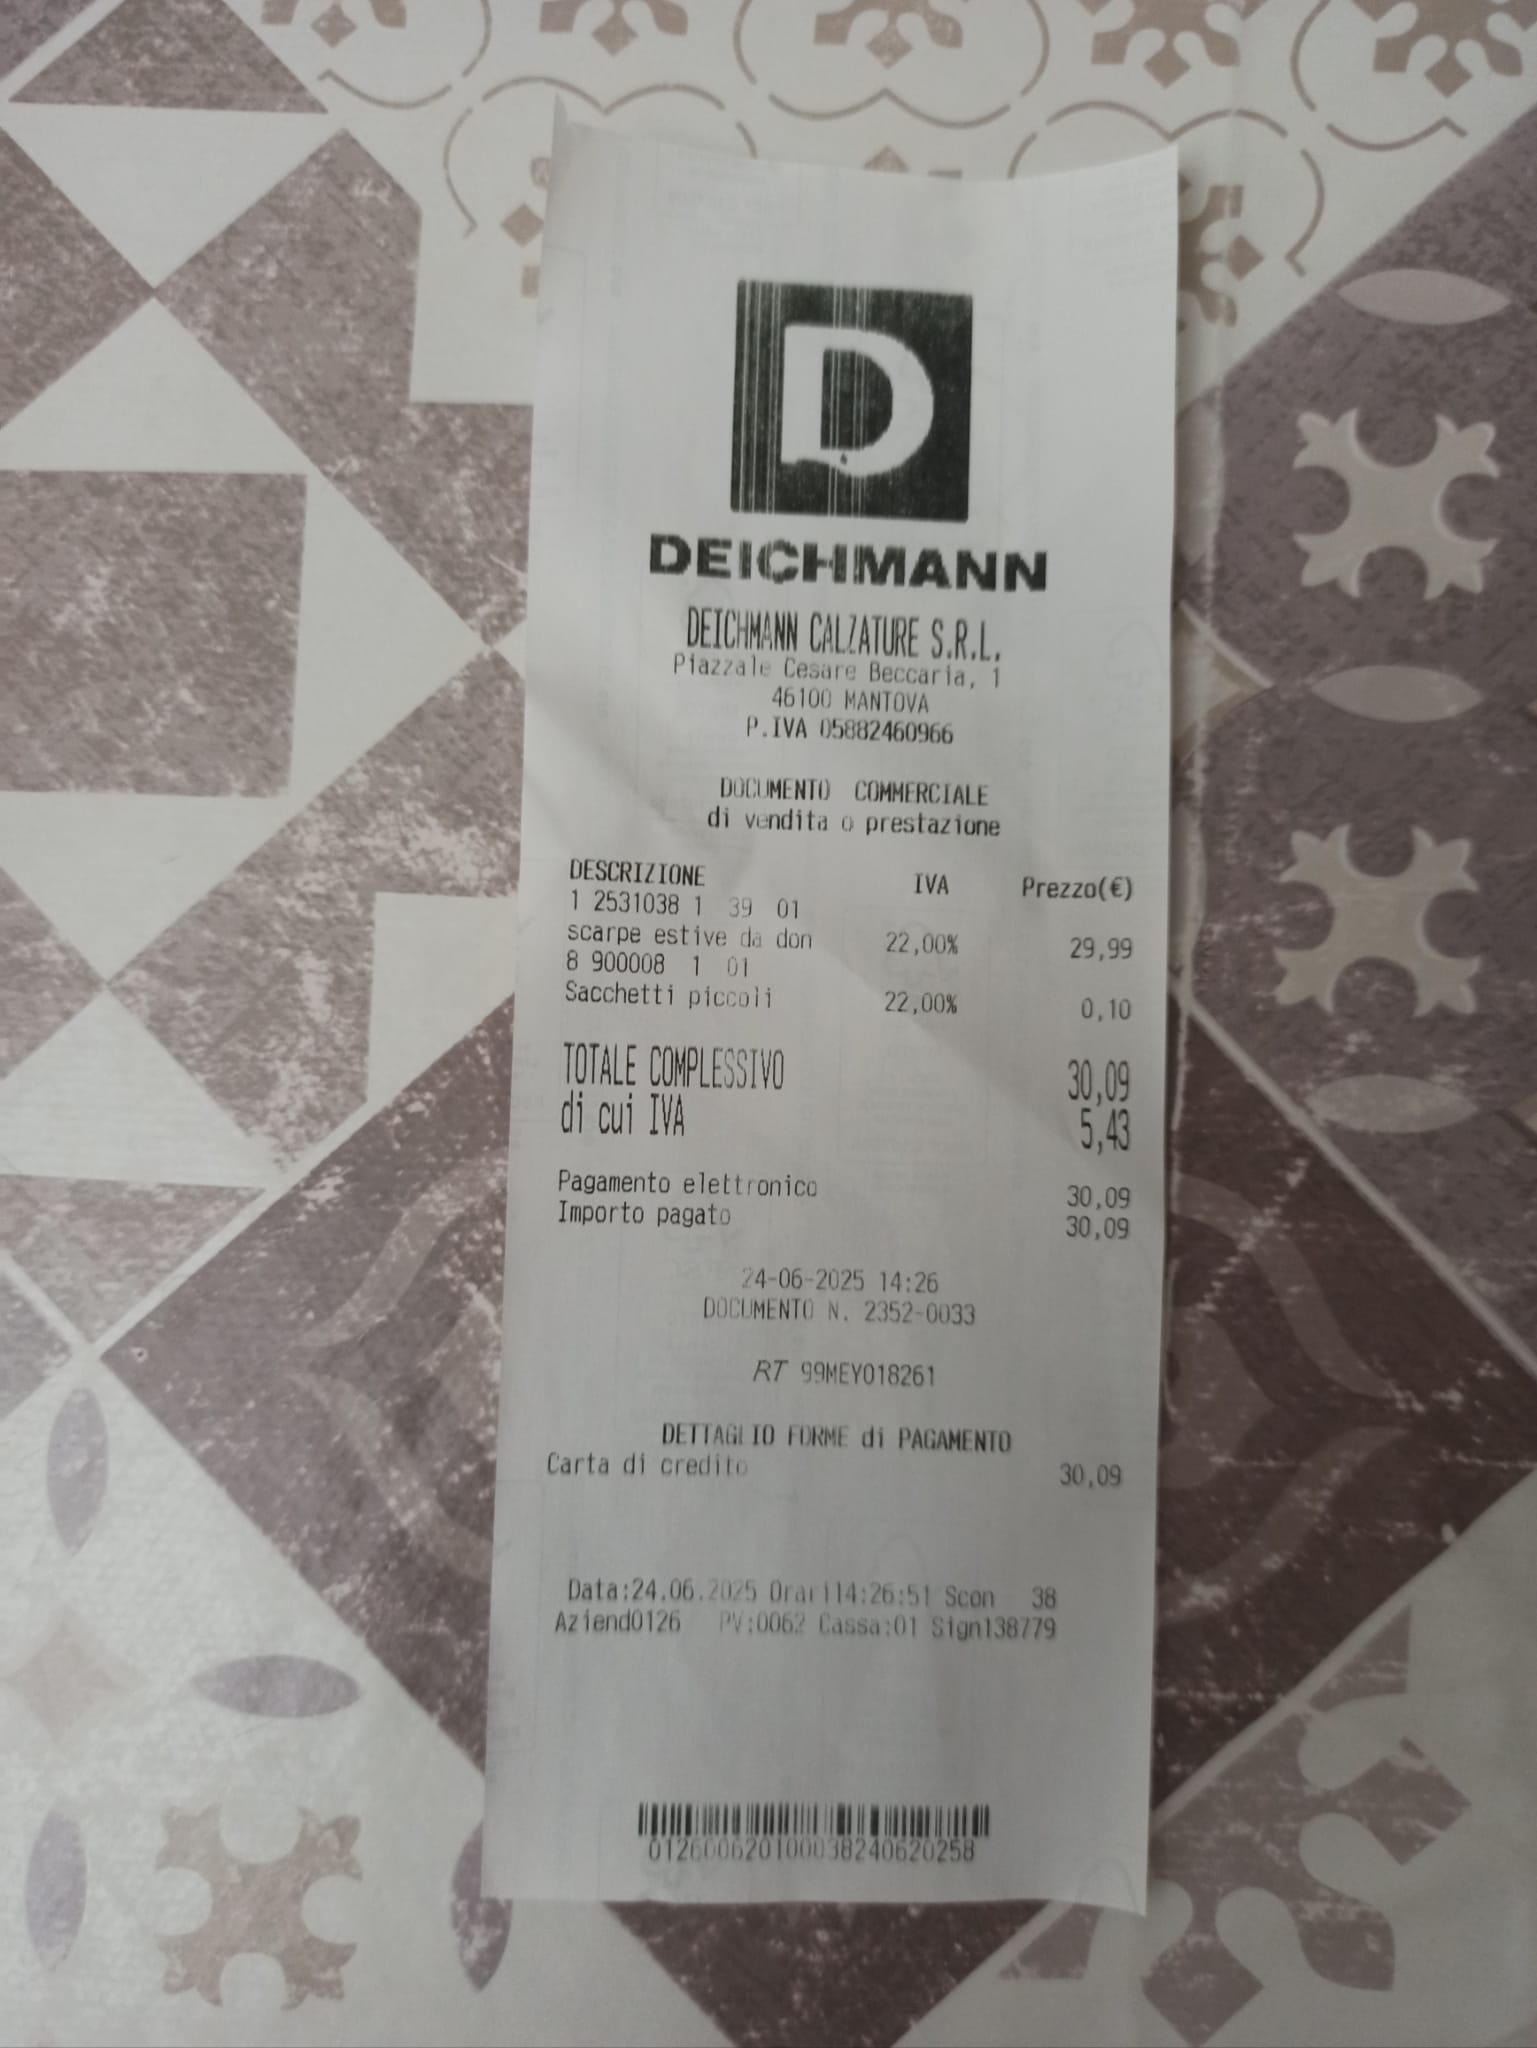 D
DEICHMANN
DEICHMANN CALZATURE S.R.L.
Piazzale Cesare Beccaria, 1
46100 MANTOVA
P.IVA 05882460966
DOCUMENTO COMMERCIALE
di vendita o prestazione
DESCRIZIONE IVA Prezzo(€)
1 2531038 1 39 01
scarpe estive da don 22,00% 29,99
8 900008 1 01
Sacchetti piccoli 22,00% 0,10
TOTALE COMPLESSIVO 30,09
di cui IVA 5,43
Pagamento elettronico 30,09
Importo pagato 30,09
24-06-2025 14:26
DOCUMENTO N. 2352-0033
RT 99MEY018261
DETTAGLIO FORME di PAGAMENTO
Carta di credito 30,09
Data:24.06.2025 Orari14:26:51 Scon 38
Aziend0126 PV:0062 Cassa:01 Sign138779
012600620100038240620258